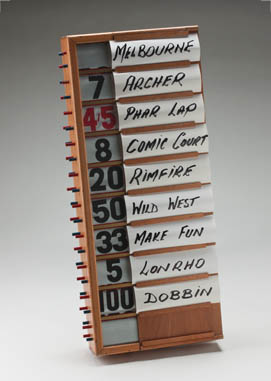 MELBOURNE
7 ARCHER
45 PHAR LAP
8 COMIC COURT
20 RIMFIRE
50 WILD WEST
33 MAKE FUN
5 LONRHO
100 DOBBIN